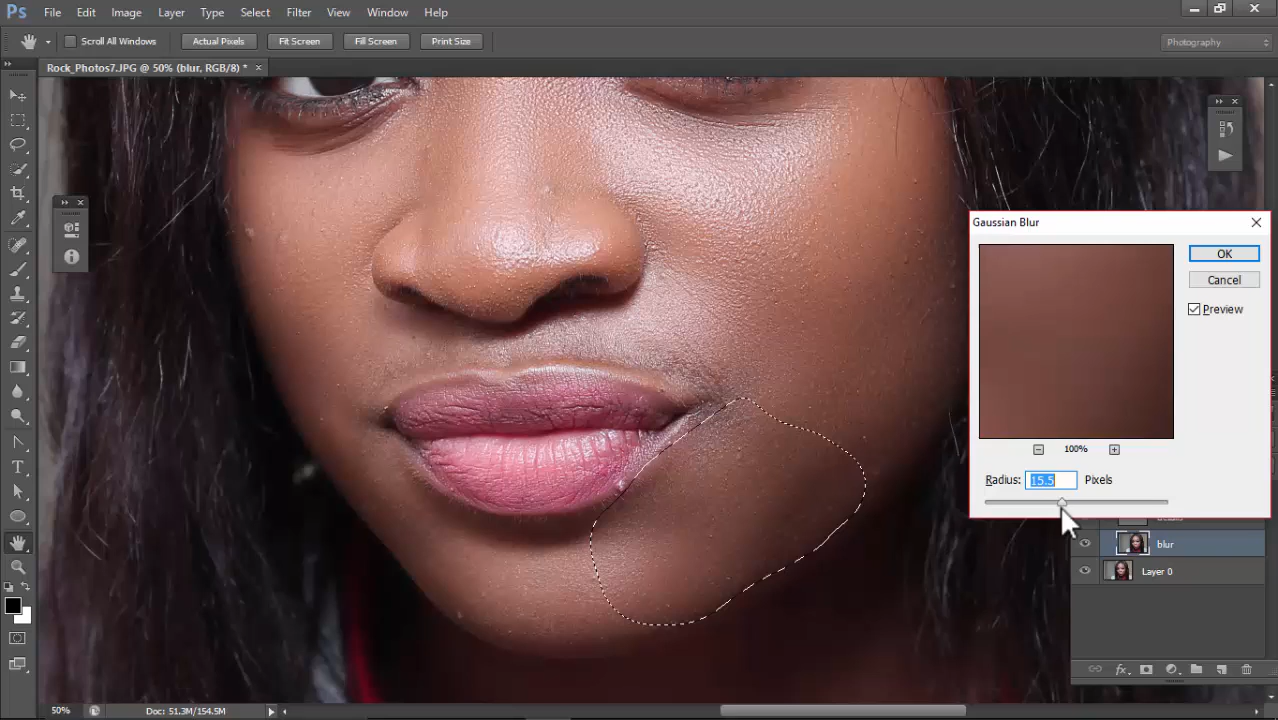 Ps File Edit Image Layer Type Select Filter View Window Help
Scroll All Windows Actual Pixels Fit Screen Fill Screen Print Size Photography
Rock_Photos7.JPG @ 50% (blur, RGB/8) * ×
Gaussian Blur
OK
Cancel
Preview
100%
Radius: 15.5 Pixels
blur
Layer 0
fx
50% Doc: 51.3M/154.5M